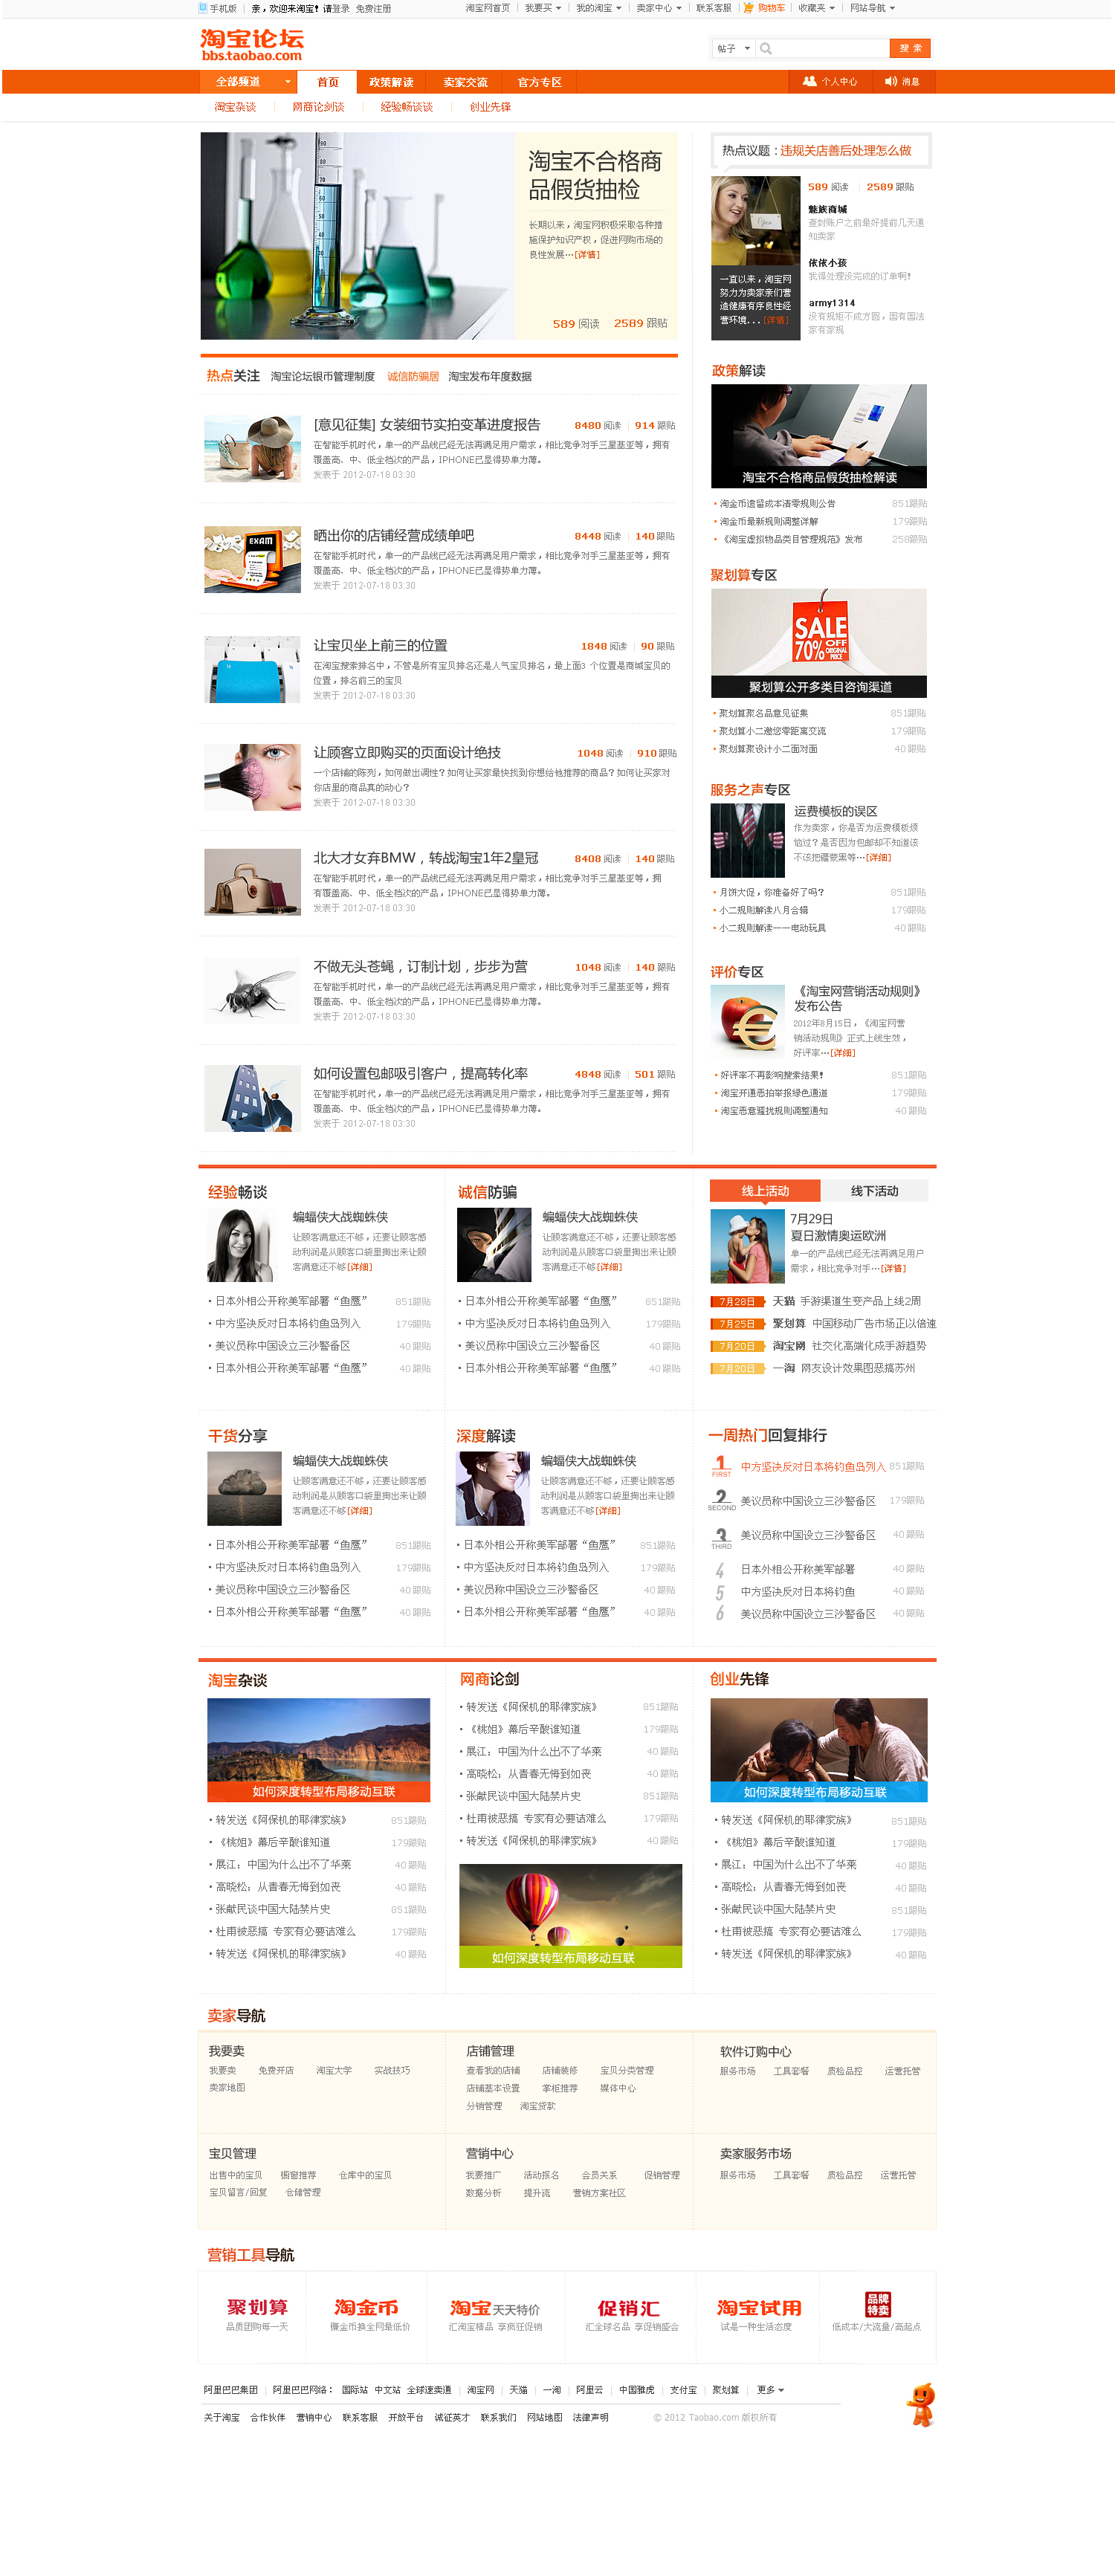 手机版
亲，欢迎来淘宝！请登录 免费注册
淘宝网首页 我要买 我的淘宝 卖家中心 联系客服 购物车 收藏夹 网站导航
淘宝论坛
bbs.taobao.com
帖子 搜 索
全部频道 首页 政策解读 卖家交流 官方专区 个人中心 消息
淘宝杂谈 网商论剑谈 经验畅谈谈 创业先锋
淘宝不合格商
品假货抽检
长期以来，淘宝网积极采取各种措
施保护知识产权，促进网购市场的
良性发展…[详情]
589 阅读 2589 跟贴
热点议题：违规关店善后处理怎么做
589 阅读 2589 跟贴
魅族商城
查封账户之前最好提前几天通
知卖家
依依小孩
我得处理没完成的订单啊！
army1314
没有规矩不成方圆，国有国法
家有家规
一直以来，淘宝网
努力为卖家亲们营
造健康有序良性经
营环境...[详情]
热点关注 淘宝论坛银币管理制度 诚信防骗居 淘宝发布年度数据
[意见征集] 女装细节实拍变革进度报告 8480 阅读 914 跟贴
在智能手机时代，单一的产品线已经无法再满足用户需求，相比竞争对手三星基亚等，拥有
覆盖高、中、低全档次的产品，IPHONE已显得势单力薄。
发表于 2012-07-18 03:30
EXAM
晒出你的店铺经营成绩单吧 8448 阅读 140 跟贴
在智能手机时代，单一的产品线已经无法再满足用户需求，相比竞争对手三星基亚等，拥有
覆盖高、中、低全档次的产品，IPHONE已显得势单力薄。
发表于 2012-07-18 03:30
让宝贝坐上前三的位置 1848 阅读 90 跟贴
在淘宝搜索排名中，不管是所有宝贝排名还是人气宝贝排名，最上面3 个位置是商城宝贝的
位置，排名前三的宝贝
发表于 2012-07-18 03:30
让顾客立即购买的页面设计绝技 1048 阅读 910 跟贴
一个店铺的陈列，如何做出调性？如何让买家最快找到你想给他推荐的商品？如何让买家对
你店里的商品真的动心？
发表于 2012-07-18 03:30
北大才女弃BMW，转战淘宝1年2皇冠 8408 阅读 140 跟贴
在智能手机时代，单一的产品线已经无法再满足用户需求，相比竞争对手三星基亚等，拥
有覆盖高、中、低全档次的产品，IPHONE已显得势单力薄。
发表于 2012-07-18 03:30
不做无头苍蝇，订制计划，步步为营 1048 阅读 140 跟贴
在智能手机时代，单一的产品线已经无法再满足用户需求，相比竞争对手三星基亚等，拥有
覆盖高、中、低全档次的产品，IPHONE已显得势单力薄。
发表于 2012-07-18 03:30
如何设置包邮吸引客户，提高转化率 4848 阅读 501 跟贴
在智能手机时代，单一的产品线已经无法再满足用户需求，相比竞争对手三星基亚等，拥有
覆盖高、中、低全档次的产品，IPHONE已显得势单力薄。
发表于 2012-07-18 03:30
政策解读
淘宝不合格商品假货抽检解读
淘金币遗留成本清零规则公告 851跟贴
淘金币最新规则调整详解 179跟贴
《淘宝虚拟物品类目管理规范》发布 258跟贴
聚划算专区
SALE
70% OFF
ORIGINAL PRICE
聚划算公开多类目咨询渠道
聚划算聚名品意见征集 851跟贴
聚划算小二邀您零距离交流 179跟贴
聚划算聚设计小二面对面 40 跟贴
服务之声专区
运费模板的误区
作为卖家，你是否为运费模板烦
恼过？是否因为包邮却不知道该
不该把疆蒙黑等…[详细]
月饼大促，你准备好了吗？ 851跟贴
小二规则解读八月合辑 179跟贴
小二规则解读——电动玩具 40 跟贴
评价专区
《淘宝网营销活动规则》
发布公告
2012年8月15日，《淘宝网营
销活动规则》正式上线生效，
好评率…[详细]
好评率不再影响搜索结果！ 851跟贴
淘宝开通恶拍举报绿色通道 179跟贴
淘宝恶意骚扰规则调整通知 40 跟贴
经验畅谈
蝙蝠侠大战蜘蛛侠
让顾客满意还不够，还要让顾客感
动利润是从顾客口袋里掏出来让顾
客满意还不够[详细]
日本外相公开称美军部署“鱼鹰” 851跟贴
中方坚决反对日本将钓鱼岛列入 179跟贴
美议员称中国设立三沙警备区 40 跟贴
日本外相公开称美军部署“鱼鹰” 40 跟贴
诚信防骗
蝙蝠侠大战蜘蛛侠
让顾客满意还不够，还要让顾客感
动利润是从顾客口袋里掏出来让顾
客满意还不够[详细]
日本外相公开称美军部署“鱼鹰” 851跟贴
中方坚决反对日本将钓鱼岛列入 179跟贴
美议员称中国设立三沙警备区 40 跟贴
日本外相公开称美军部署“鱼鹰” 40 跟贴
线上活动 线下活动
7月29日
夏日激情奥运欧洲
单一的产品线已经无法再满足用户
需求，相比竞争对手…[详情]
7月28日 天猫 手游渠道生变产品上线2周
7月25日 聚划算 中国移动广告市场正以倍速
7月20日 淘宝网 社交化高端化成手游趋势
7月20日 一淘 网友设计效果图恶搞苏州
干货分享
蝙蝠侠大战蜘蛛侠
让顾客满意还不够，还要让顾客感
动利润是从顾客口袋里掏出来让顾
客满意还不够[详细]
日本外相公开称美军部署“鱼鹰” 851跟贴
中方坚决反对日本将钓鱼岛列入 179跟贴
美议员称中国设立三沙警备区 40 跟贴
日本外相公开称美军部署“鱼鹰” 40 跟贴
深度解读
蝙蝠侠大战蜘蛛侠
让顾客满意还不够，还要让顾客感
动利润是从顾客口袋里掏出来让顾
客满意还不够[详细]
日本外相公开称美军部署“鱼鹰” 851跟贴
中方坚决反对日本将钓鱼岛列入 179跟贴
美议员称中国设立三沙警备区 40 跟贴
日本外相公开称美军部署“鱼鹰” 40 跟贴
一周热门回复排行
1 FIRST 中方坚决反对日本将钓鱼岛列入 851跟贴
2 SECOND 美议员称中国设立三沙警备区 179跟贴
3 THIRD 美议员称中国设立三沙警备区 40 跟贴
4 日本外相公开称美军部署 40 跟贴
5 中方坚决反对日本将钓鱼 40 跟贴
6 美议员称中国设立三沙警备区 40 跟贴
淘宝杂谈
如何深度转型布局移动互联
转发送《阿保机的耶律家族》 851跟贴
《桃姐》幕后辛酸谁知道 179跟贴
展江：中国为什么出不了华莱 40 跟贴
高晓松：从青春无悔到如丧 40 跟贴
张献民谈中国大陆禁片史 851跟贴
杜甫被恶搞 专家有必要诘难么 179跟贴
转发送《阿保机的耶律家族》 40 跟贴
网商论剑
转发送《阿保机的耶律家族》 851跟贴
《桃姐》幕后辛酸谁知道 179跟贴
展江：中国为什么出不了华莱 40 跟贴
高晓松：从青春无悔到如丧 40 跟贴
张献民谈中国大陆禁片史 851跟贴
杜甫被恶搞 专家有必要诘难么 179跟贴
转发送《阿保机的耶律家族》 40 跟贴
如何深度转型布局移动互联
创业先锋
如何深度转型布局移动互联
转发送《阿保机的耶律家族》 851跟贴
《桃姐》幕后辛酸谁知道 179跟贴
展江：中国为什么出不了华莱 40 跟贴
高晓松：从青春无悔到如丧 40 跟贴
张献民谈中国大陆禁片史 851跟贴
杜甫被恶搞 专家有必要诘难么 179跟贴
转发送《阿保机的耶律家族》 40 跟贴
卖家导航
我要卖
我要卖 免费开店 淘宝大学 实战技巧
卖家地图
店铺管理
查看我的店铺 店铺装修 宝贝分类管理
店铺基本设置 掌柜推荐 媒体中心
分销管理 淘宝贷款
软件订购中心
服务市场 工具套餐 质检品控 运营托管
宝贝管理
出售中的宝贝 橱窗推荐 仓库中的宝贝
宝贝留言/回复 仓储管理
营销中心
我要推广 活动报名 会员关系 促销管理
数据分析 提升流 营销方案社区
卖家服务市场
服务市场 工具套餐 质检品控 运营托管
营销工具导航
聚划算
品质团购每一天
淘金币
赚金币换全网最低价
淘宝天天特价
汇淘宝精品 享疯狂促销
促销汇
汇全球名品 享促销盛会
淘宝试用
试是一种生活态度
品牌特卖
低成本/大流量/高起点
阿里巴巴集团 阿里巴巴网络： 国际站 中文站 全球速卖通 淘宝网 天猫 一淘 阿里云 中国雅虎 支付宝 聚划算 更多
关于淘宝 合作伙伴 营销中心 联系客服 开放平台 诚征英才 联系我们 网站地图 法律声明 © 2012 Taobao.com 版权所有